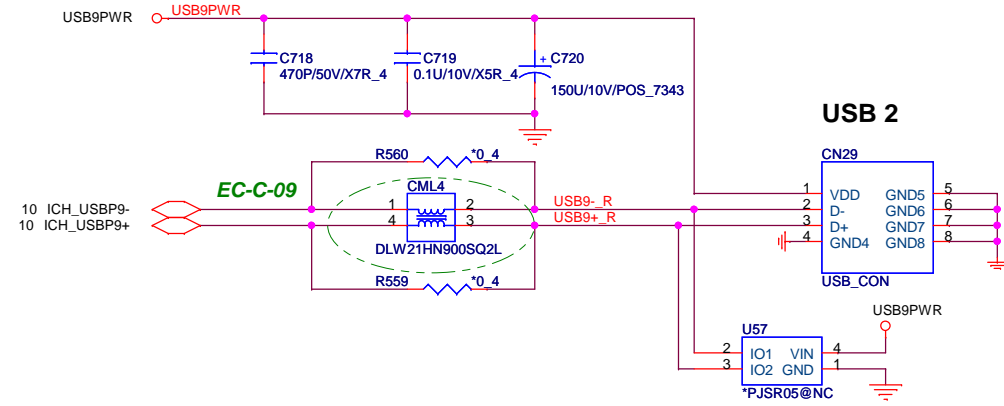 USB9PWR
USB9PWR
C718
470P/50V/X7R_4
C719
0.1U/10V/X5R_4
+ C720
150U/10V/POS_7343
USB 2
CN29
R560 *0_4
EC-C-09
CML4
10 ICH_USBP9-
10 ICH_USBP9+
1 2
4 3
DLW21HN900SQ2L
USB9-_R
USB9+_R
R559 *0_4
1 VDD GND5 5
2 D- GND6 6
3 D+ GND7 7
4 GND4 GND8 8
USB_CON
USB9PWR
U57
2 IO1 VIN 4
3 IO2 GND 1
*PJSR05@NC